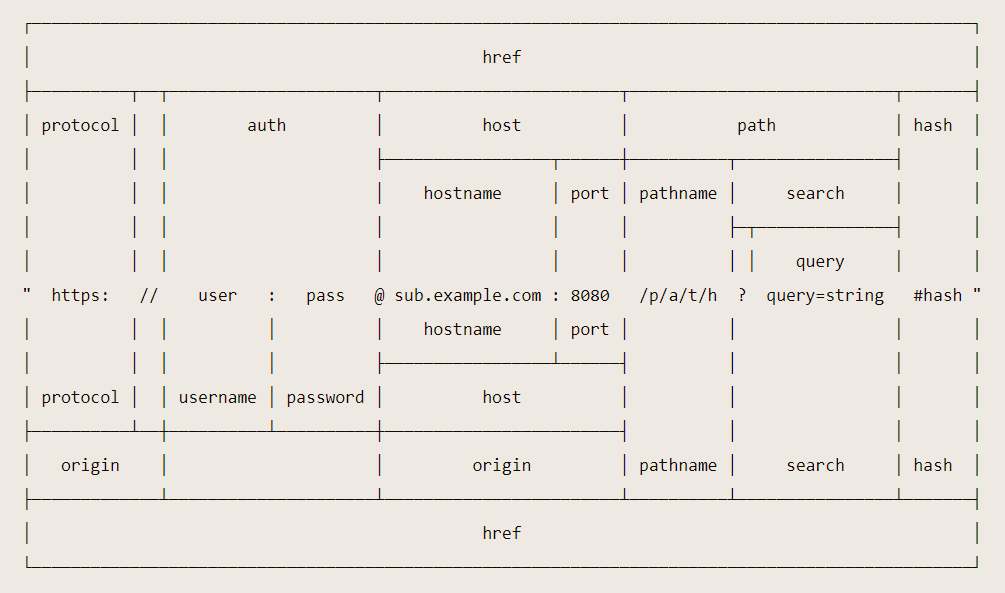 href
protocol auth host path hash
hostname port pathname search
query
" https: // user : pass @ sub.example.com : 8080 /p/a/t/h ? query=string #hash "
hostname port
protocol username password host
origin origin pathname search hash
href